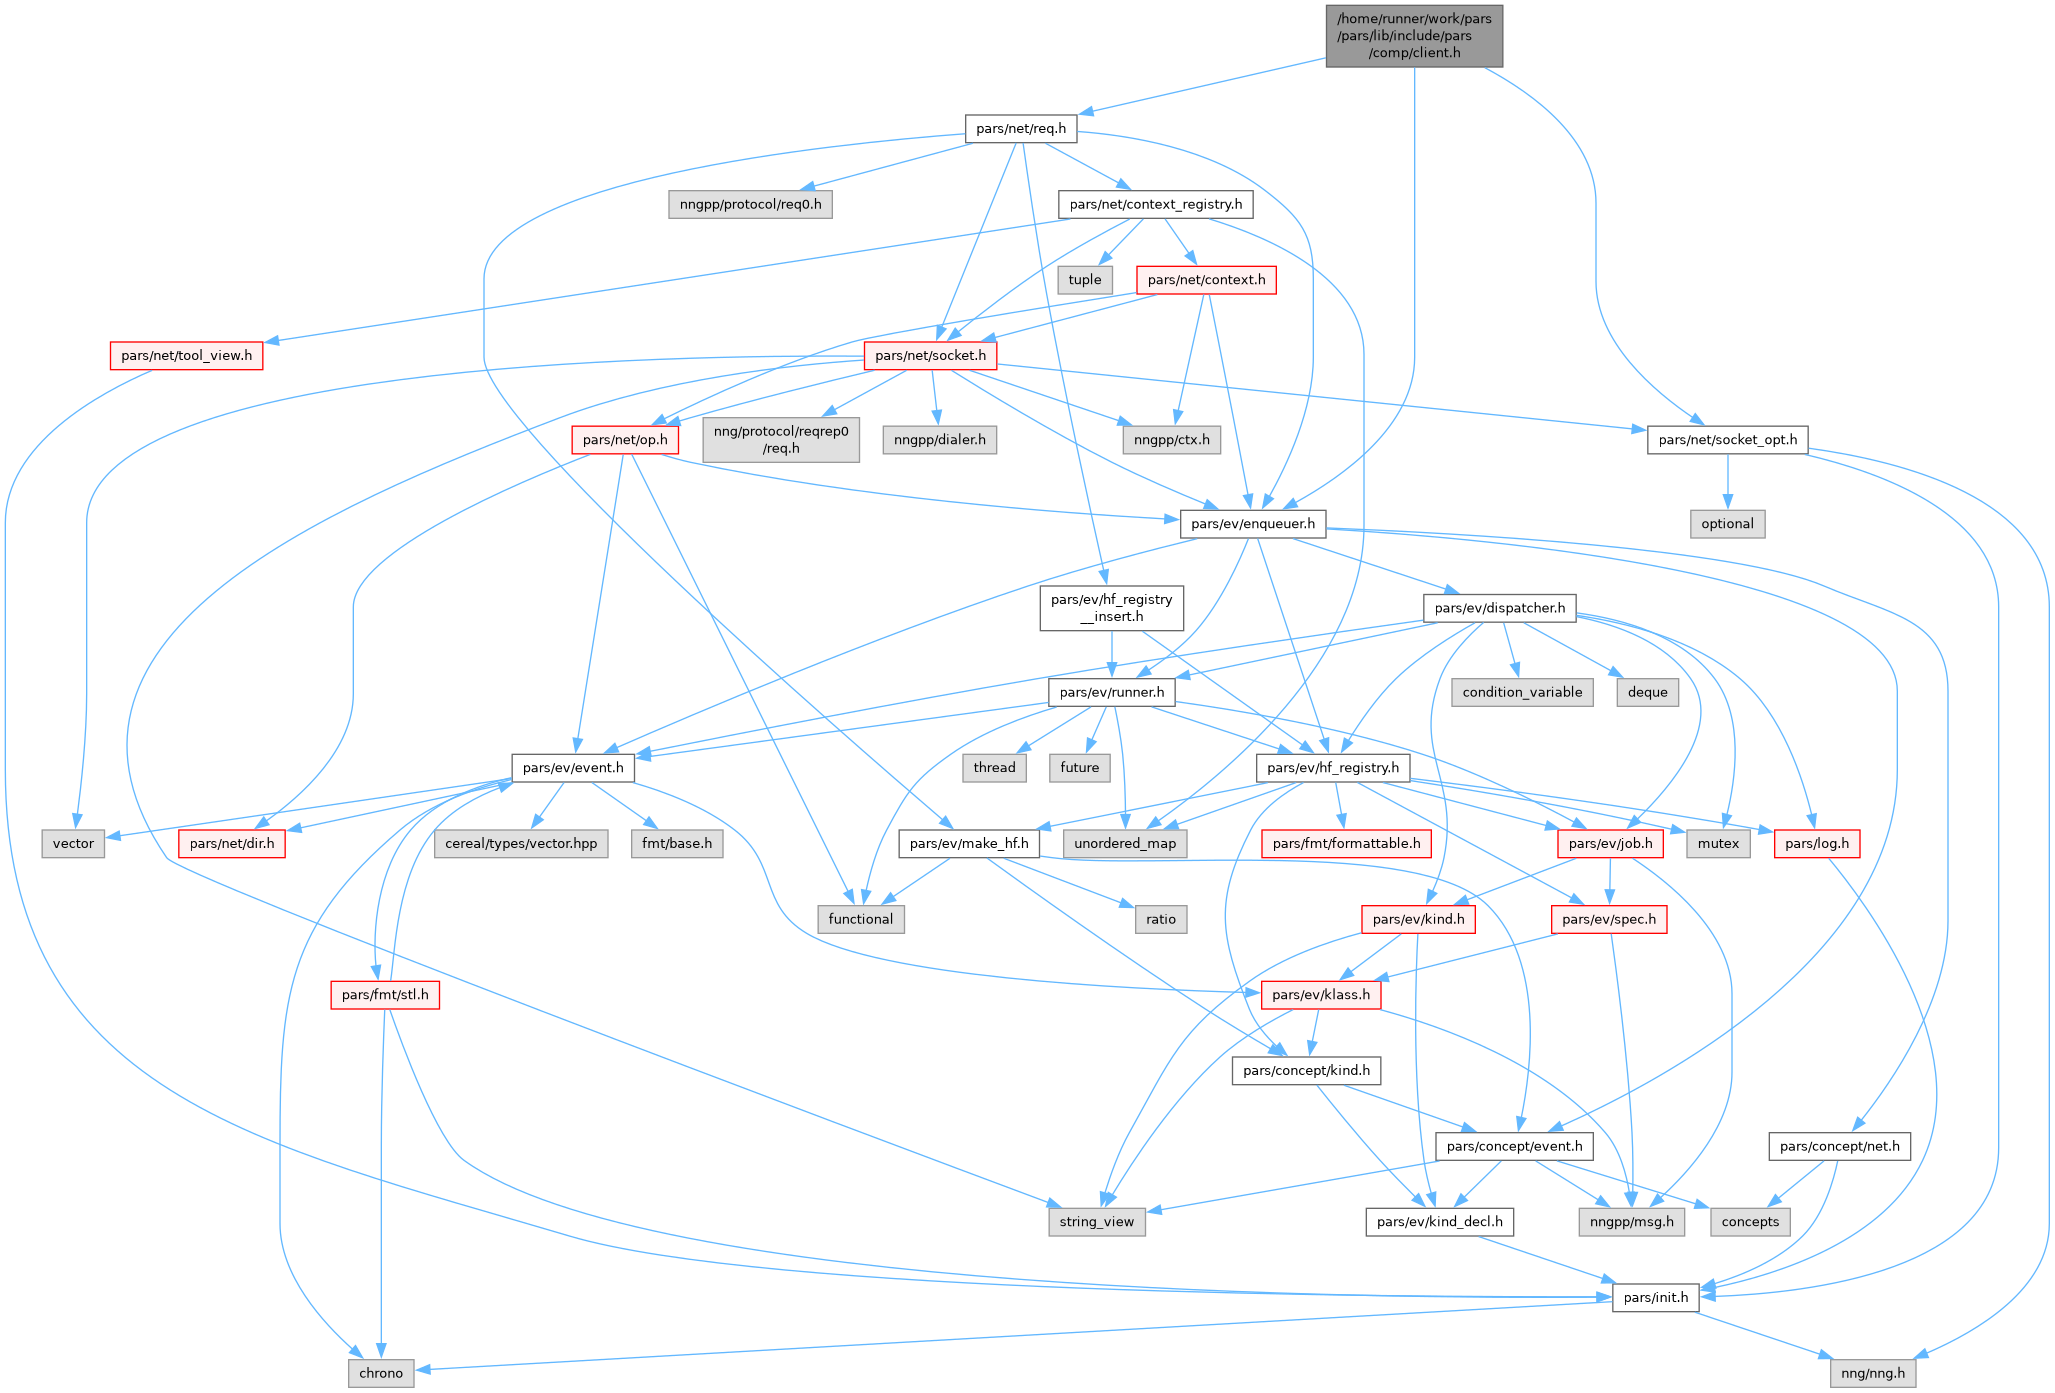 /home/runner/work/pars
/pars/lib/include/pars
/comp/client.h
pars/net/req.h
nngpp/protocol/req0.h
pars/net/context_registry.h
tuple
pars/net/context.h
pars/net/tool_view.h
pars/net/socket.h
pars/net/op.h
nng/protocol/reqrep0
/req.h
nngpp/dialer.h
nngpp/ctx.h
pars/net/socket_opt.h
pars/ev/enqueuer.h
optional
pars/ev/hf_registry
__insert.h
pars/ev/dispatcher.h
pars/ev/runner.h
condition_variable
deque
pars/ev/event.h
thread
future
pars/ev/hf_registry.h
vector
pars/net/dir.h
cereal/types/vector.hpp
fmt/base.h
pars/ev/make_hf.h
unordered_map
pars/fmt/formattable.h
pars/ev/job.h
mutex
pars/log.h
functional
ratio
pars/ev/kind.h
pars/ev/spec.h
pars/fmt/stl.h
pars/ev/klass.h
pars/concept/kind.h
pars/concept/event.h
pars/concept/net.h
string_view
pars/ev/kind_decl.h
nngpp/msg.h
concepts
pars/init.h
chrono
nng/nng.h